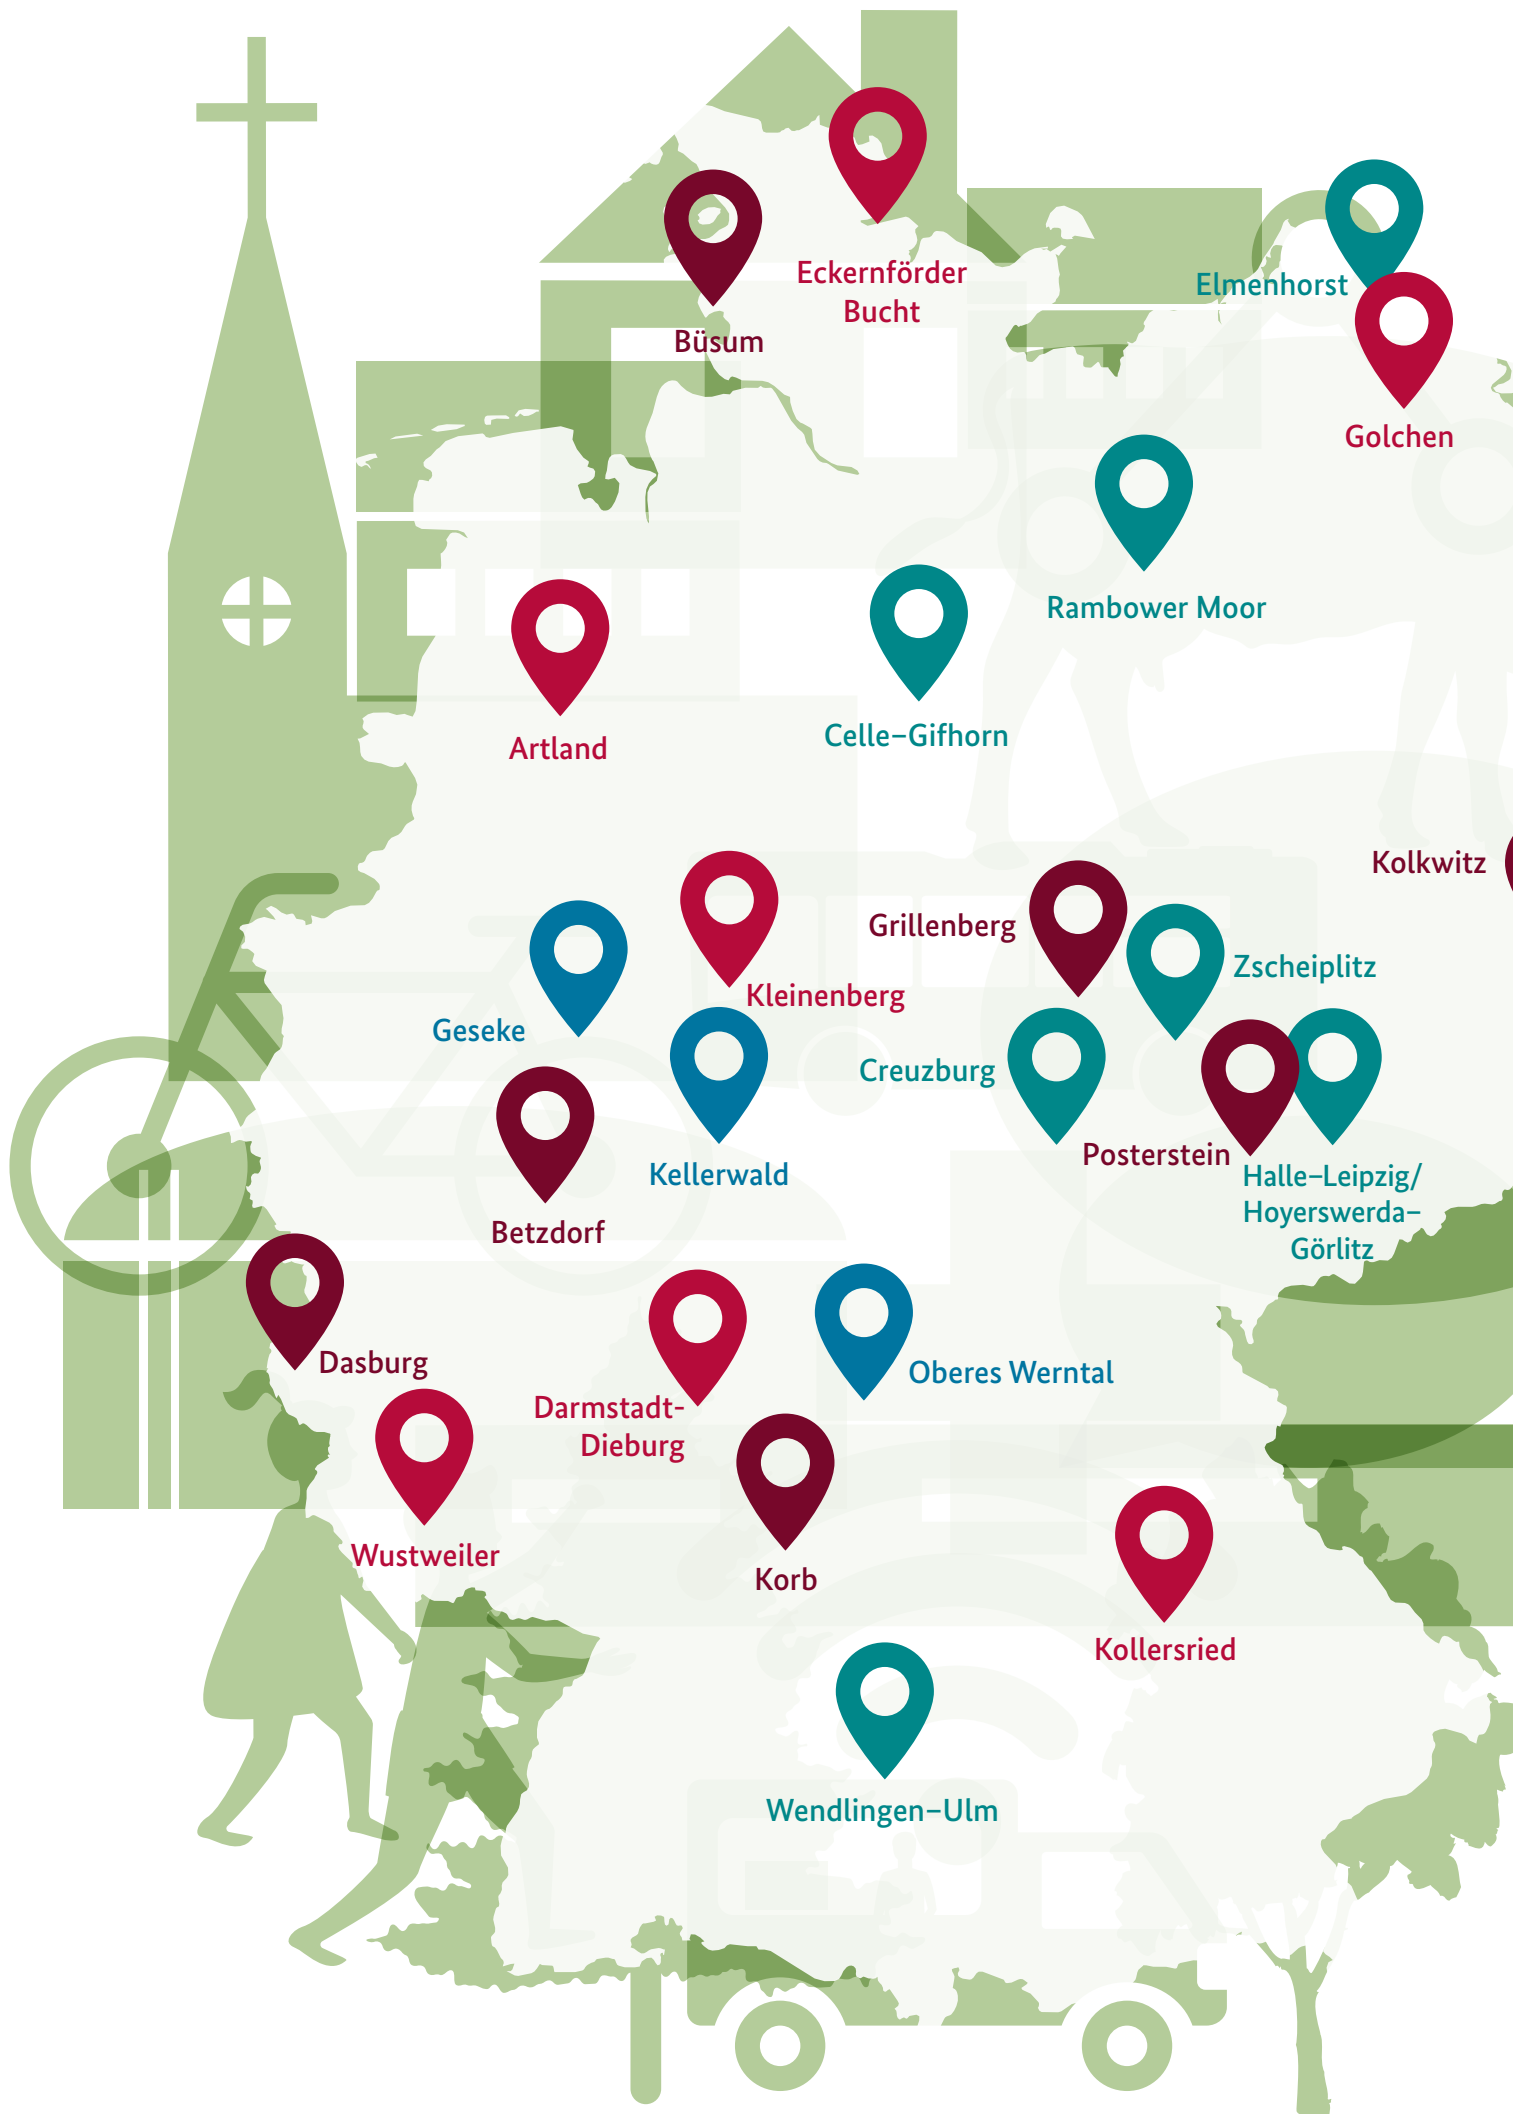 Eckernförder
Bucht
Elmenhorst
Büsum
Golchen
Rambower Moor
Celle–Gifhorn
Artland
Kolkwitz
Grillenberg
Zscheiplitz
Kleinenberg
Geseke
Creuzburg
Posterstein
Kellerwald
Halle–Leipzig/
Hoyerswerda–
Görlitz
Betzdorf
Dasburg
Oberes Werntal
Darmstadt-
Dieburg
Wustweiler
Korb
Kollersried
Wendlingen–Ulm